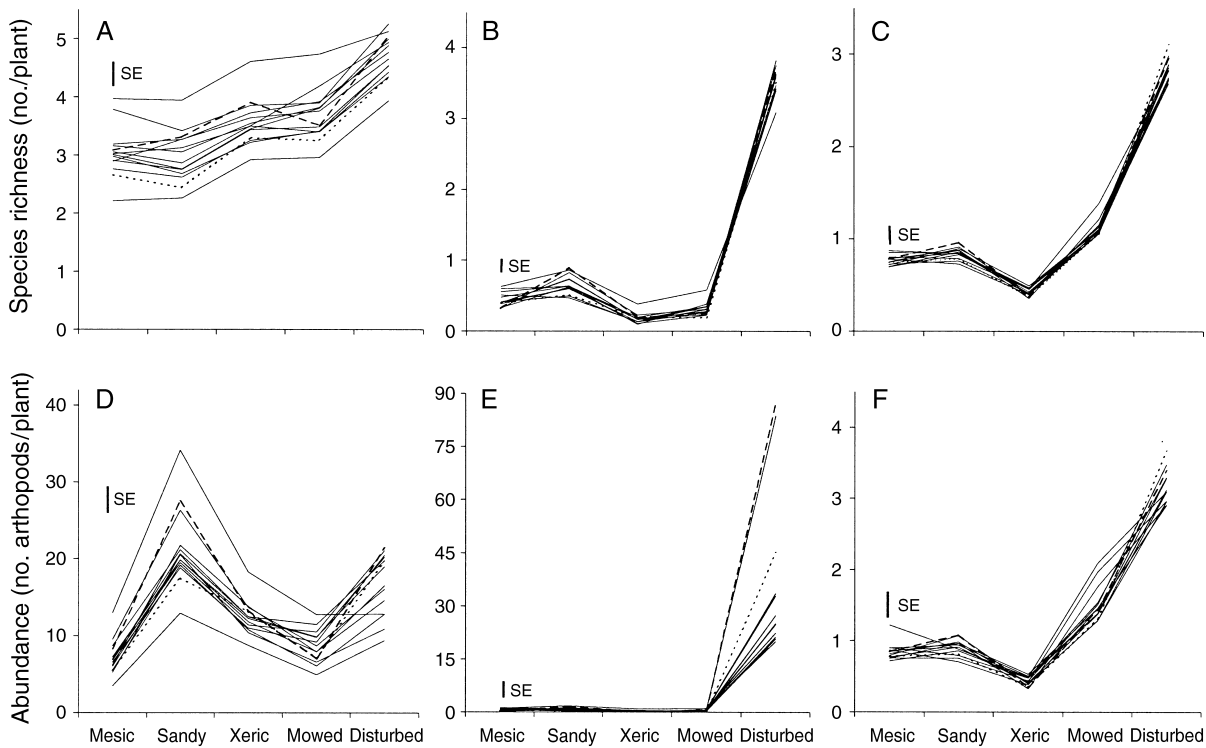 A
B
C
Species richness (no./plant)
5
4
3
2
1
0
SE
4
3
2
1
0
SE
3
2
1
0
SE
D
E
F
Abundance (no. arthopods/plant)
40
30
20
10
0
SE
90
75
60
45
30
15
0
SE
4
3
2
1
0
SE
Mesic Sandy Xeric Mowed Disturbed
Mesic Sandy Xeric Mowed Disturbed
Mesic Sandy Xeric Mowed Disturbed